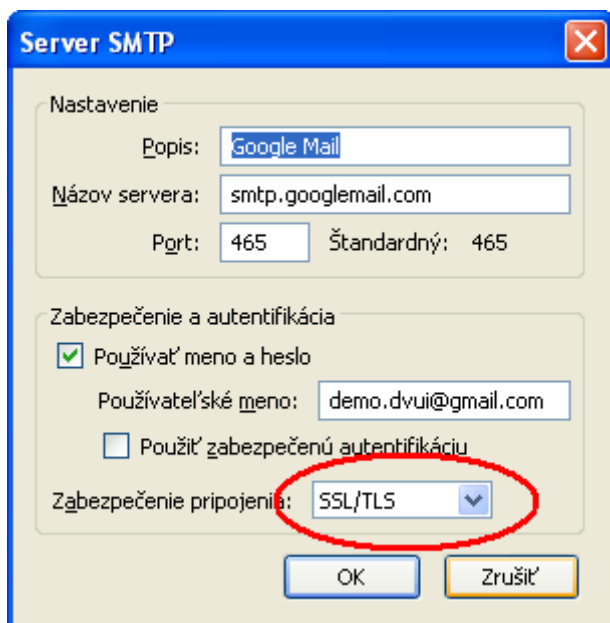 Server SMTP
Nastavenie
Popis: Google Mail
Názov servera: smtp.googlemail.com
Port: 465 Štandardný: 465
Zabezpečenie a autentifikácia
Používať meno a heslo
Používateľské meno: demo.dvui@gmail.com
Použiť zabezpečenú autentifikáciu
Zabezpečenie pripojenia: SSL/TLS
OK Zrušiť